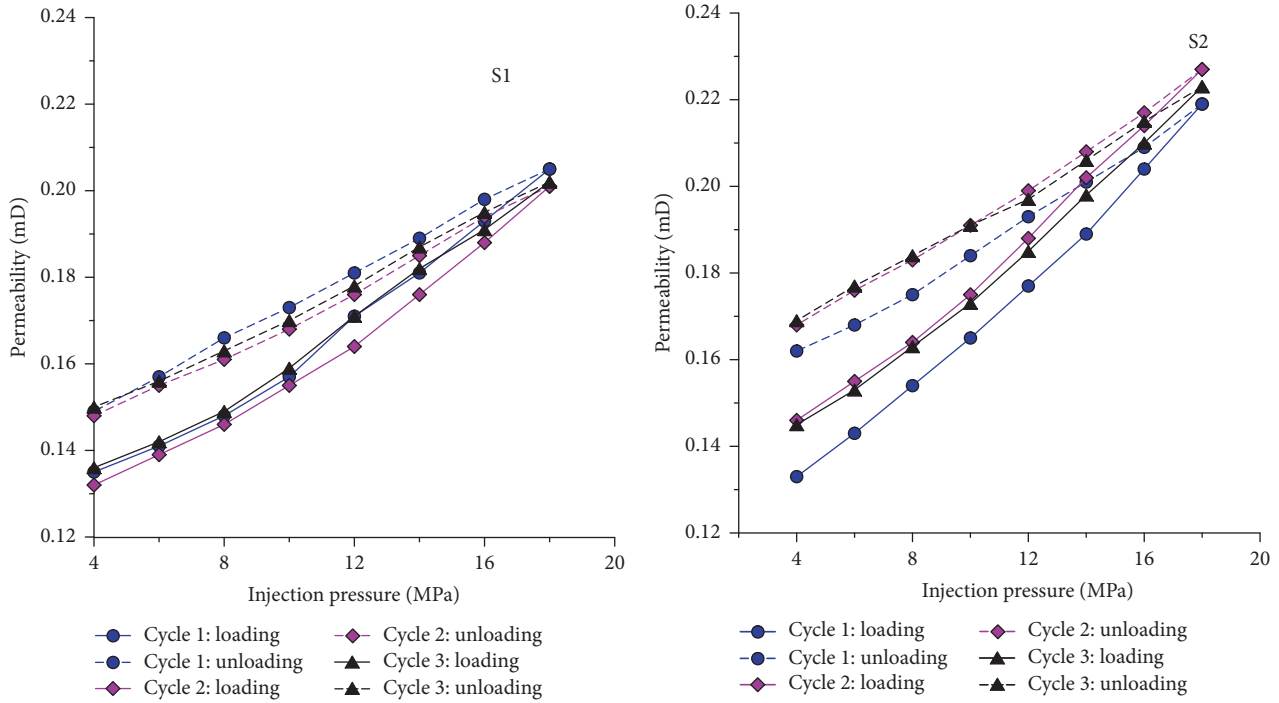 0.24
0.22
0.20
0.18
0.16
0.14
0.12
Permeability (mD)
S1
4 8 12 16 20
Injection pressure (MPa)
Cycle 1: loading
Cycle 1: unloading
Cycle 2: loading
Cycle 2: unloading
Cycle 3: loading
Cycle 3: unloading
0.24
0.22
0.20
0.18
0.16
0.14
0.12
Permeability (mD)
S2
4 8 12 16 20
Injection pressure (MPa)
Cycle 1: loading
Cycle 1: unloading
Cycle 2: loading
Cycle 2: unloading
Cycle 3: loading
Cycle 3: unloading